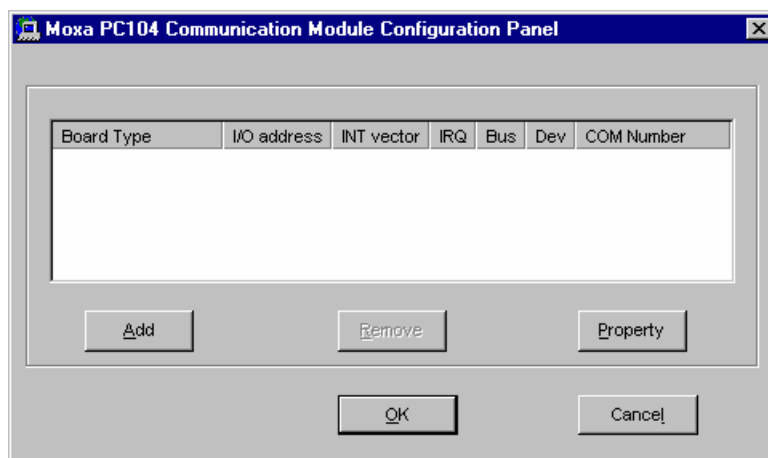 Moxa PC104 Communication Module Configuration Panel
Board Type I/O address INT vector IRQ Bus Dev COM Number
Add Remove Property
OK Cancel